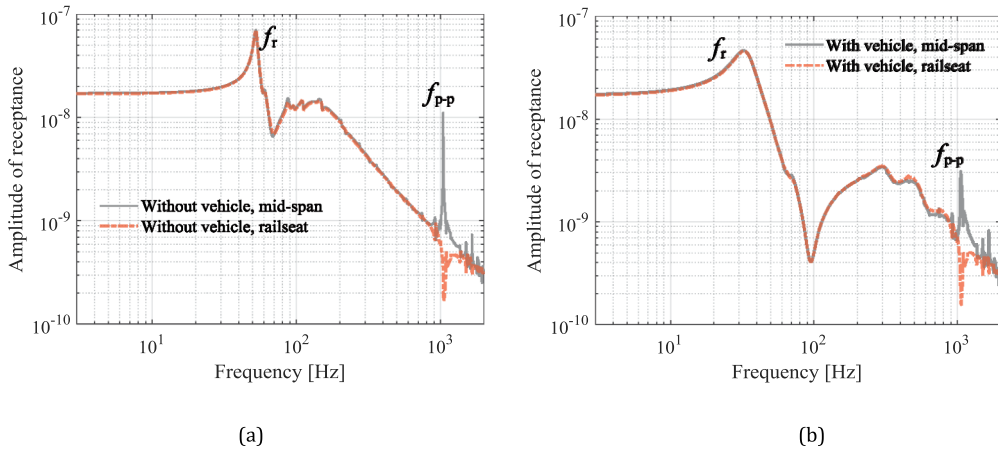 10^-7
10^-8
10^-9
10^-10
Amplitude of receptance
f_r
f_p-p
Without vehicle, mid-span
Without vehicle, railseat
10^1
10^2
10^3
Frequency [Hz]
(a)
10^-7
10^-8
10^-9
10^-10
Amplitude of receptance
f_r
With vehicle, mid-span
With vehicle, railseat
f_p-p
10^1
10^2
10^3
Frequency [Hz]
(b)